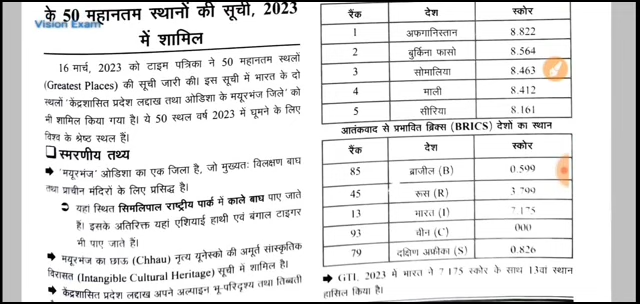 के 50 महानतम स्थानों की सूची, 2023
Vision Exam
में शामिल
16 मार्च, 2023 को टाइम पत्रिका ने 50 महानतम स्थलों
(Greatest Places) की सूची जारी की। इस सूची में भारत के दो
स्थलों 'केंद्रशासित प्रदेश लद्दाख तथा ओडिशा के मयूरभंज जिले' को
भी शामिल किया गया है। ये 50 स्थल वर्ष 2023 में घूमने के लिए
विश्व के श्रेष्ठ स्थल हैं।
स्मरणीय तथ्य
'मयूरभंज' ओडिशा का एक जिला है, जो मुख्यतः विलक्षण बाघ
तथा प्राचीन मंदिरों के लिए प्रसिद्ध है।
यहां स्थित सिमलिपाल राष्ट्रीय पार्क में काले बाघ पाए जाते
हैं। इसके अतिरिक्त यहां एशियाई हाथी एवं बंगाल टाइगर
भी पाए जाते हैं।
मयूरभंज का छाऊ (Chhau) नृत्य यूनेस्को की अमूर्त सांस्कृतिक
विरासत (Intangible Cultural Heritage) सूची में शामिल है।
केंद्रशासित प्रदेश लद्दाख अपने अल्पाइन भू-परिदृश्य तथा तिब्बती
रैंक देश स्कोर
1 अफगानिस्तान 8.822
2 बुर्किना फासो 8.564
3 सोमालिया 8.463
4 माली 8.412
5 सीरिया 8.161
आतंकवाद से प्रभावित ब्रिक्स (BRICS) देशों का स्थान
रैंक देश स्कोर
85 ब्राजील (B) 0.599
45 रूस (R) 3.799
13 भारत (I) 7.175
93 चीन (C) 000
79 दक्षिण अफ्रीका (S) 0.826
GTI, 2023 में भारत ने 7.175 स्कोर के साथ 13वां स्थान
हासिल किया है।